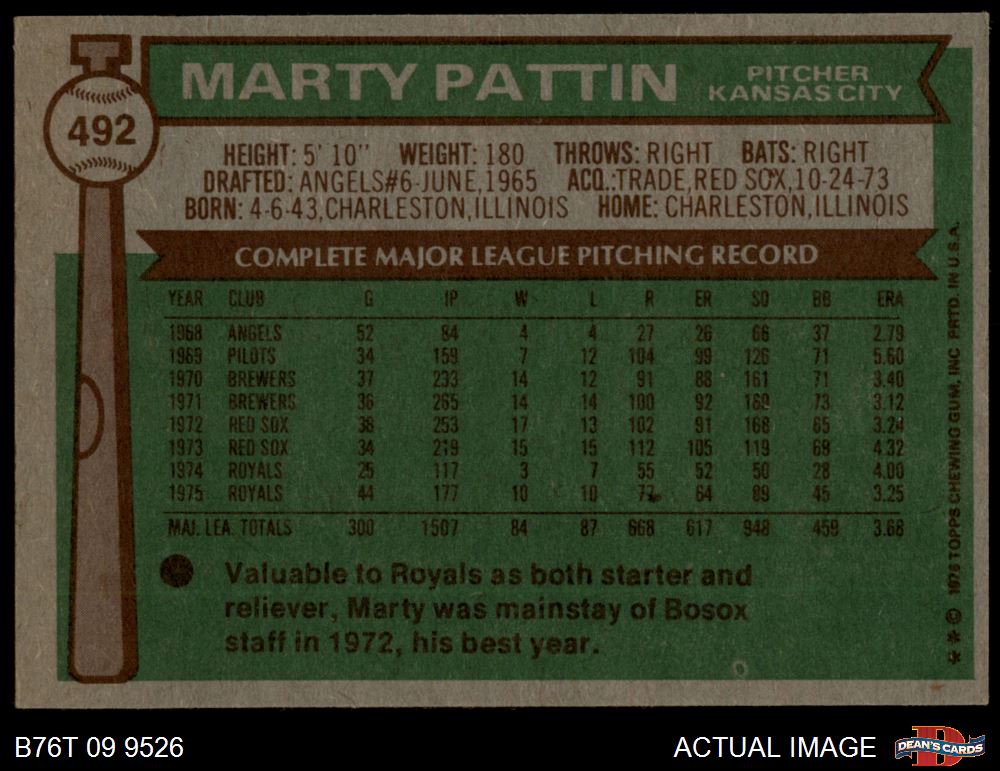 492
MARTY PATTIN
PITCHER
KANSAS CITY
HEIGHT: 5' 10" WEIGHT: 180 THROWS: RIGHT BATS: RIGHT
DRAFTED: ANGELS#6-JUNE,1965 ACQ.:TRADE,RED SOX,10-24-73
BORN: 4-6-43,CHARLESTON,ILLINOIS HOME: CHARLESTON,ILLINOIS
COMPLETE MAJOR LEAGUE PITCHING RECORD
YEAR CLUB G IP W L R ER SO BB ERA
1968 ANGELS 52 84 4 4 27 26 66 37 2.79
1969 PILOTS 34 159 7 12 104 99 126 71 5.60
1970 BREWERS 37 233 14 12 91 88 161 71 3.40
1971 BREWERS 36 265 14 14 100 92 169 73 3.12
1972 RED SOX 38 253 17 13 102 91 168 65 3.24
1973 RED SOX 34 219 15 15 112 105 119 69 4.32
1974 ROYALS 25 117 3 7 55 52 50 28 4.00
1975 ROYALS 44 177 10 10 77 64 89 45 3.25
MAJ. LEA. TOTALS 300 1507 84 87 668 617 948 459 3.68
Valuable to Royals as both starter and
reliever, Marty was mainstay of Bosox
staff in 1972, his best year.
** © 1976 TOPPS CHEWING GUM, INC PRTD. IN U.S.A.
B76T 09 9526
ACTUAL IMAGE
D
DEAN'S CARDS